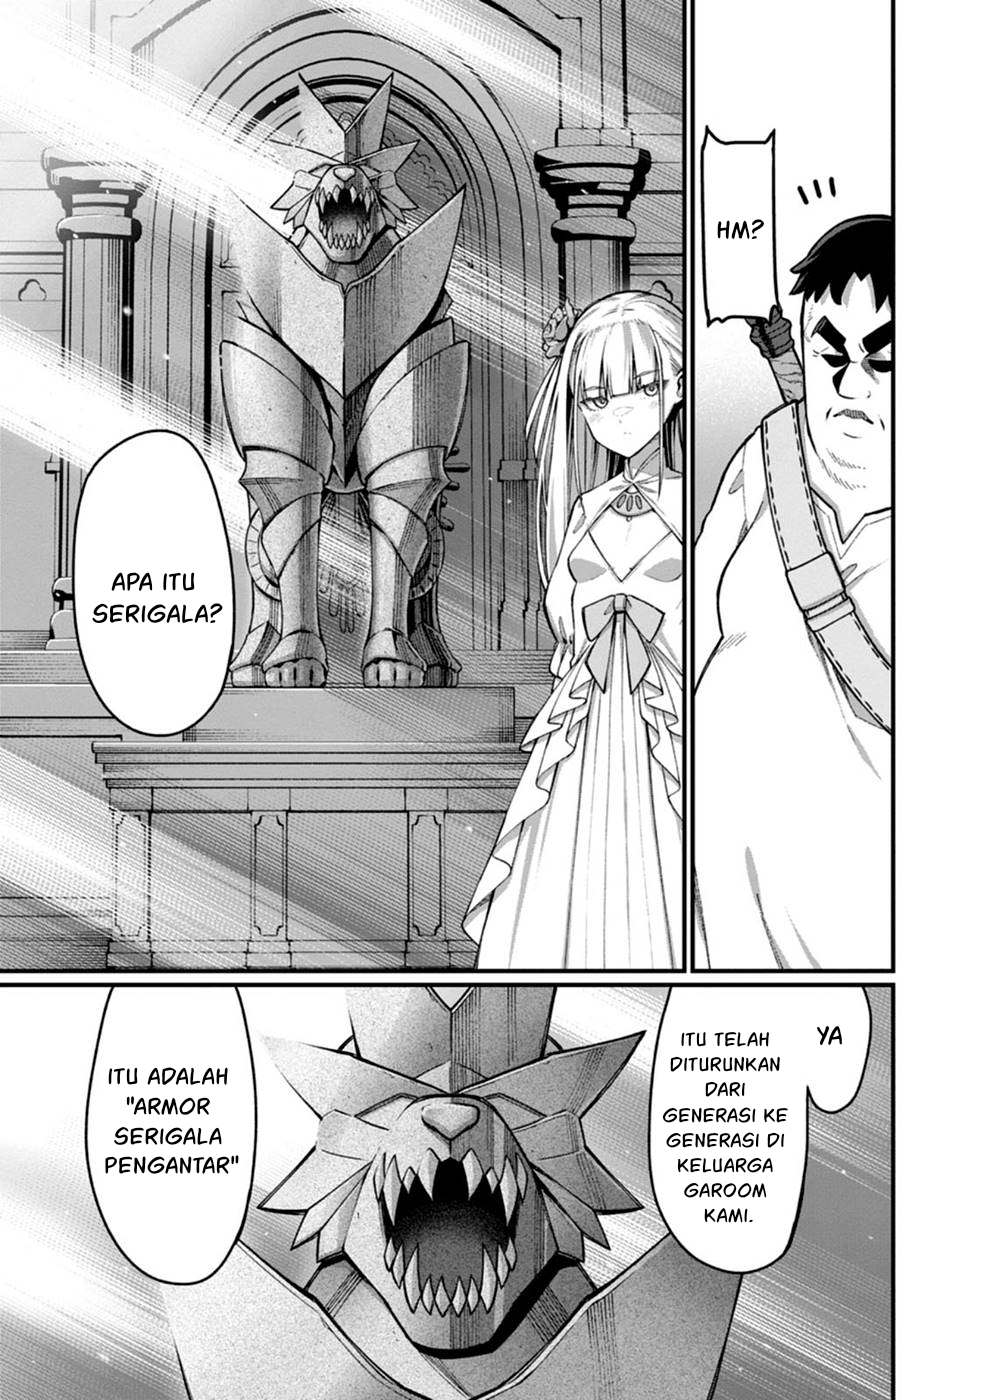 HM?
APA ITU
SERIGALA?
YA
ITU TELAH
DITURUNKAN
DARI
GENERASI KE
GENERASI DI
KELUARGA
GAROOM
KAMI.
ITU ADALAH
"ARMOR
SERIGALA
PENGANTAR"